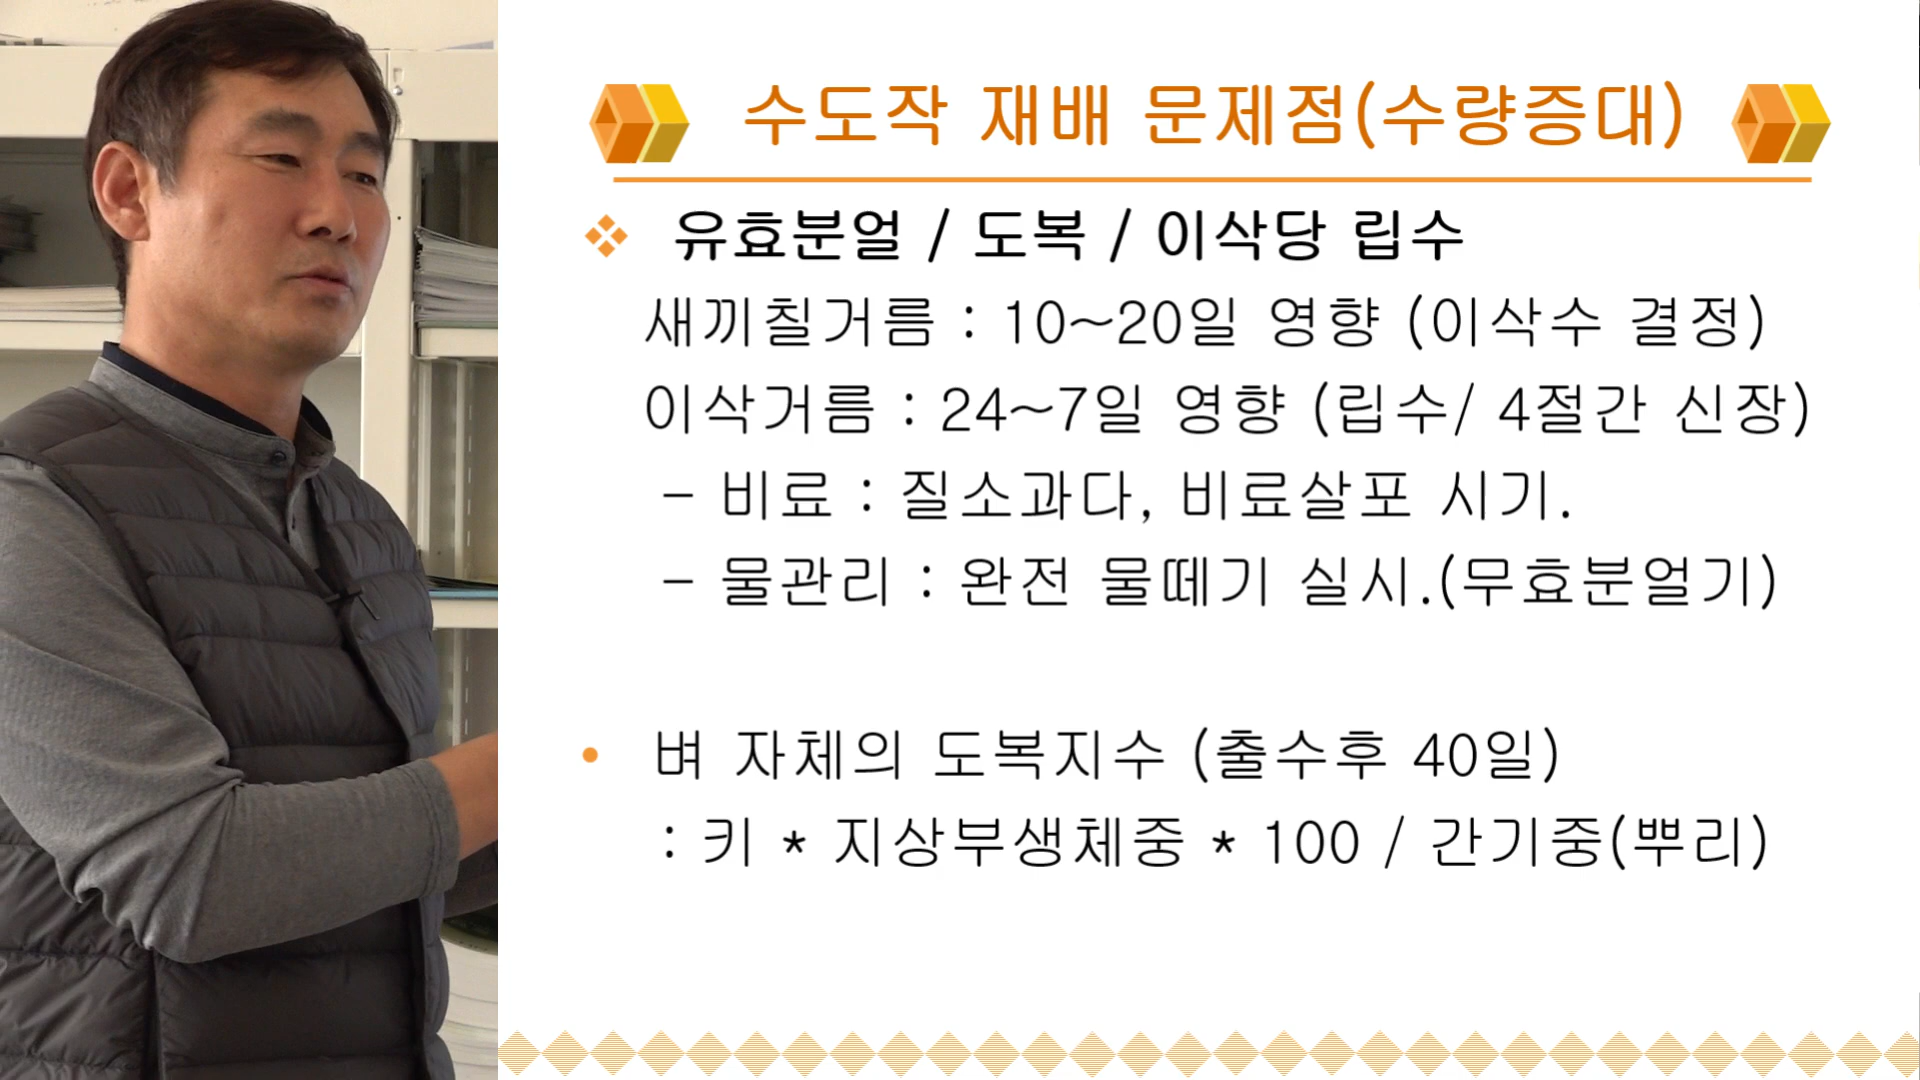 수도작 재배 문제점(수량증대)
❖ 유효분얼 / 도복 / 이삭당 립수
새끼칠거름 : 10~20일 영향 (이삭수 결정)
이삭거름 : 24~7일 영향 (립수/ 4절간 신장)
- 비료 : 질소과다, 비료살포 시기.
- 물관리 : 완전 물떼기 실시.(무효분얼기)
• 벼 자체의 도복지수 (출수후 40일)
: 키 * 지상부생체중 * 100 / 간기중(뿌리)